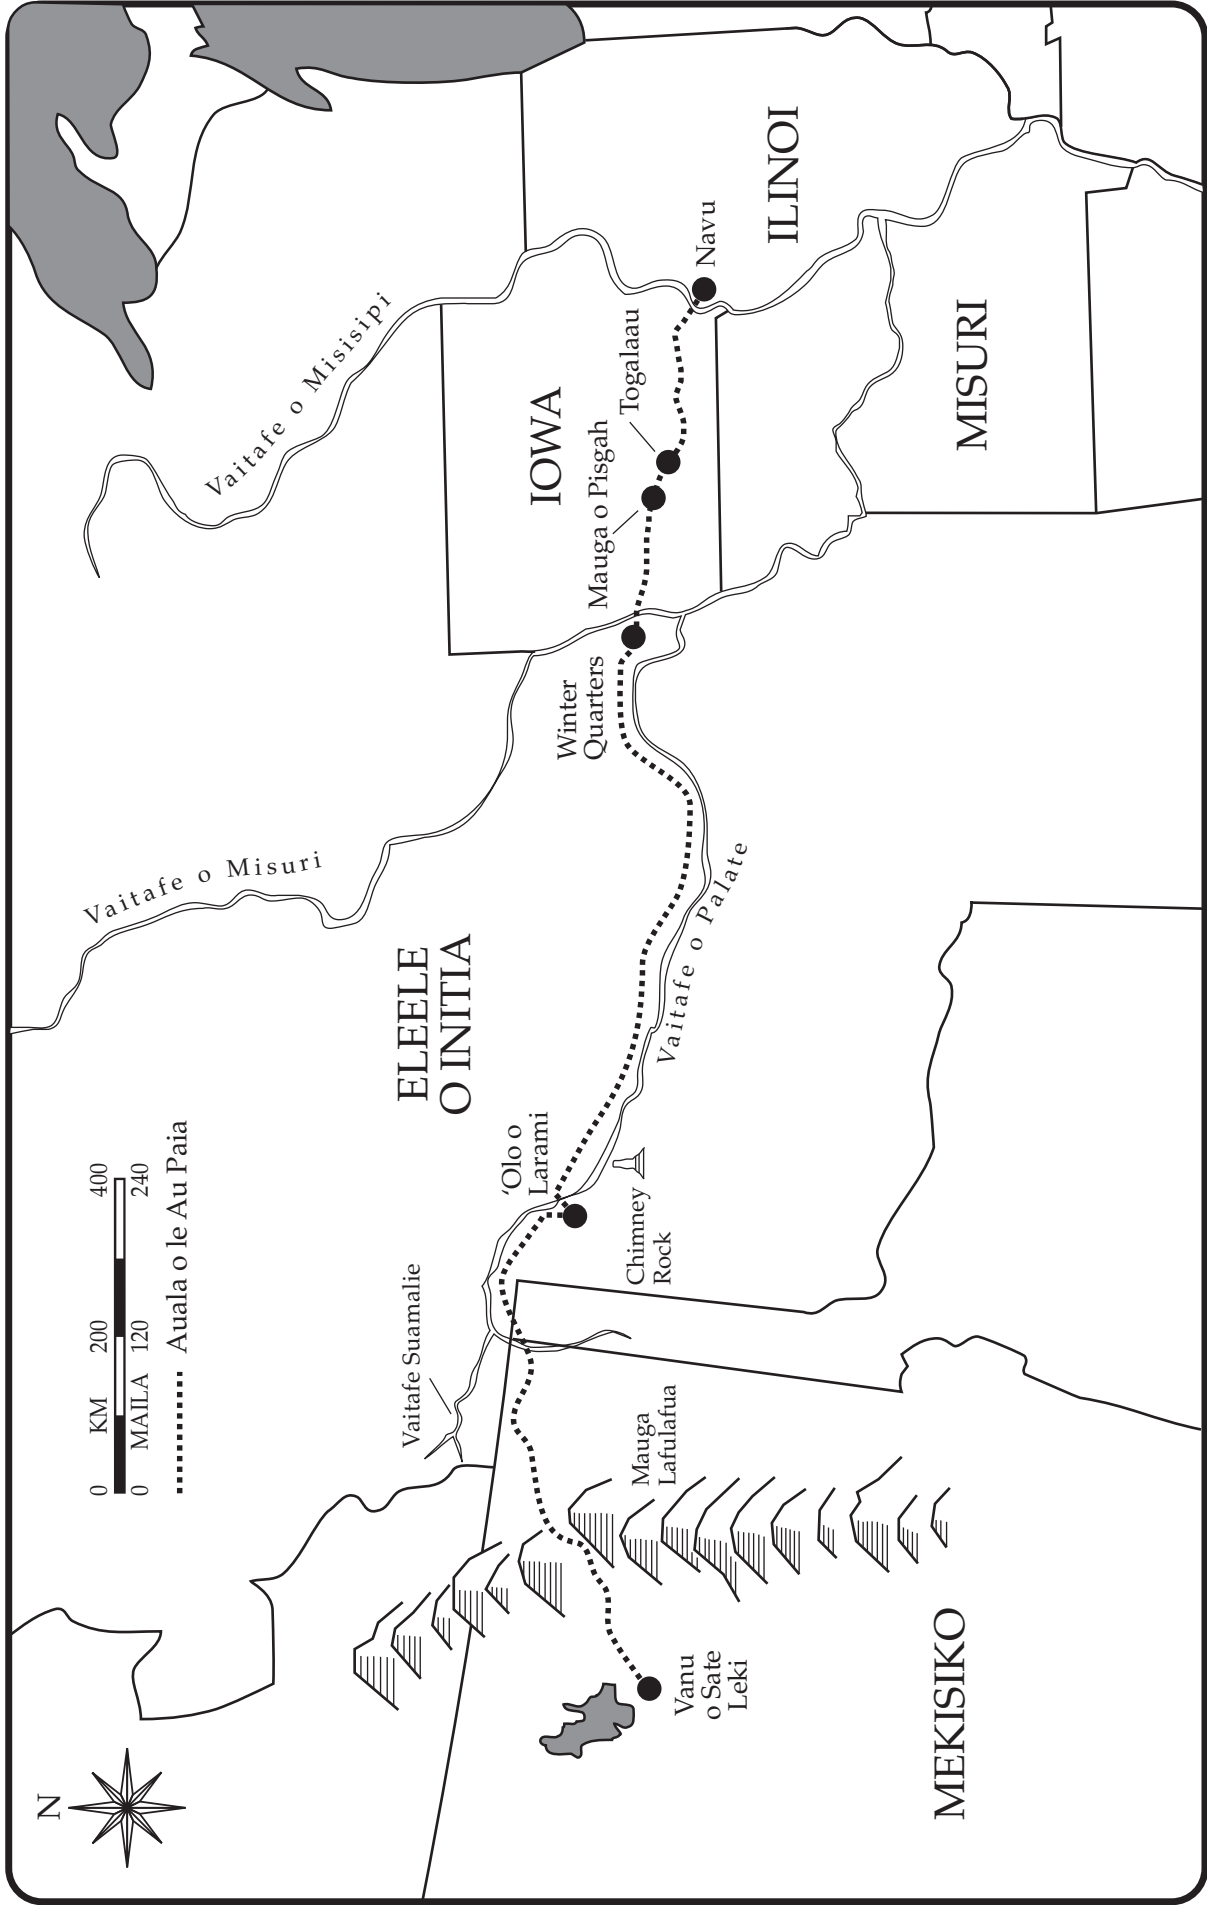 N
0 KM 200 400
0 MAILA 120 240
Auala o le Au Paia
Vaitafe o Misuri
Vaitafe o Misisipi
Vaitafe Suamalie
ELEELE
O INITIA
‘Olo o
Larami
Chimney
Rock
Vaitafe o Palate
Winter
Quarters
IOWA
Mauga o Pisgah
Togalaau
Navu
ILINOI
MISURI
Mauga
Lafulafua
Vanu
o Sate
Leki
MEKISIKO